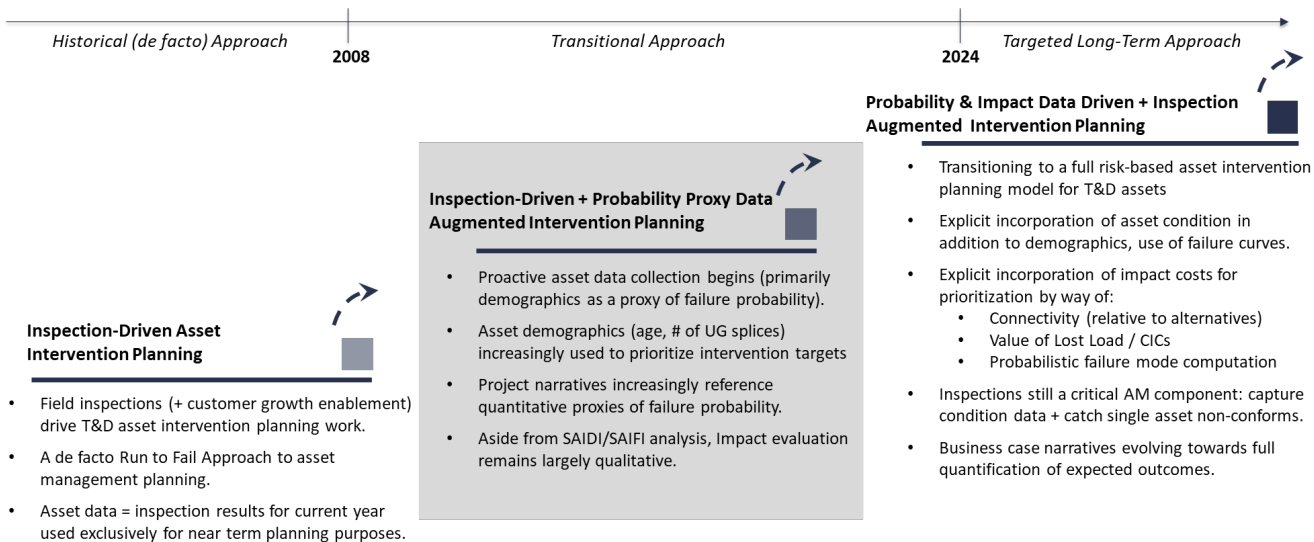 Historical (de facto) Approach
2008
Transitional Approach
2024
Targeted Long-Term Approach
Inspection-Driven Asset
Intervention Planning
• Field inspections (+ customer growth enablement)
drive T&D asset intervention planning work.
• A de facto Run to Fail Approach to asset
management planning.
• Asset data = inspection results for current year
used exclusively for near term planning purposes.
Inspection-Driven + Probability Proxy Data
Augmented Intervention Planning
• Proactive asset data collection begins (primarily
demographics as a proxy of failure probability).
• Asset demographics (age, # of UG splices)
increasingly used to prioritize intervention targets
• Project narratives increasingly reference
quantitative proxies of failure probability.
• Aside from SAIDI/SAIFI analysis, Impact evaluation
remains largely qualitative.
Probability & Impact Data Driven + Inspection
Augmented Intervention Planning
• Transitioning to a full risk-based asset intervention
planning model for T&D assets
• Explicit incorporation of asset condition in
addition to demographics, use of failure curves.
• Explicit incorporation of impact costs for
prioritization by way of:
• Connectivity (relative to alternatives)
• Value of Lost Load / CICs
• Probabilistic failure mode computation
• Inspections still a critical AM component: capture
condition data + catch single asset non-conforms.
• Business case narratives evolving towards full
quantification of expected outcomes.